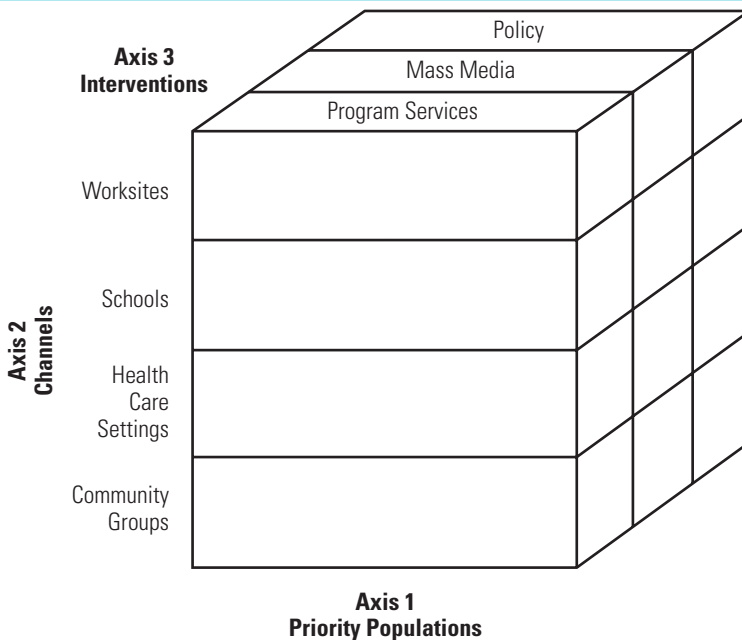 Policy
Axis 3
Interventions
Mass Media
Program Services
Worksites
Schools
Axis 2
Channels
Health
Care
Settings
Community
Groups
Axis 1
Priority Populations